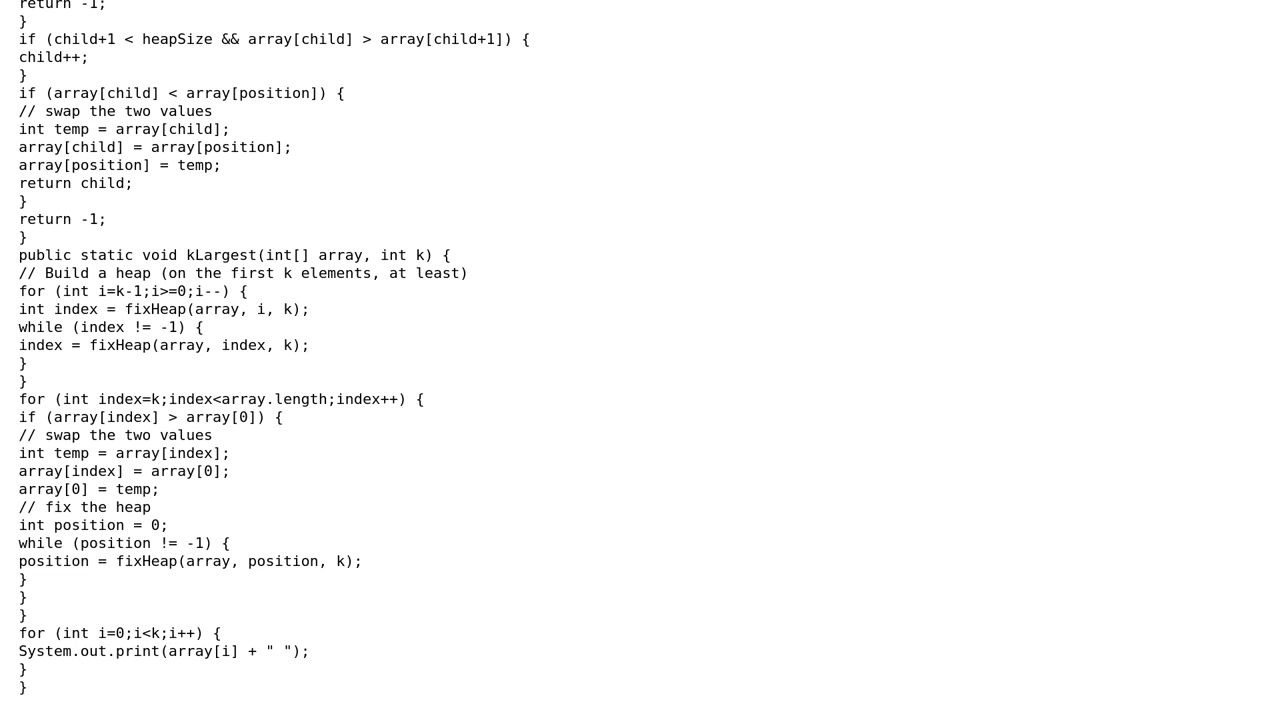 return -1;
}
if (child+1 < heapSize && array[child] > array[child+1]) {
child++;
}
if (array[child] < array[position]) {
// swap the two values
int temp = array[child];
array[child] = array[position];
array[position] = temp;
return child;
}
return -1;
}
public static void kLargest(int[] array, int k) {
// Build a heap (on the first k elements, at least)
for (int i=k-1;i>=0;i--) {
int index = fixHeap(array, i, k);
while (index != -1) {
index = fixHeap(array, index, k);
}
}
for (int index=k;index<array.length;index++) {
if (array[index] > array[0]) {
// swap the two values
int temp = array[index];
array[index] = array[0];
array[0] = temp;
// fix the heap
int position = 0;
while (position != -1) {
position = fixHeap(array, position, k);
}
}
}
for (int i=0;i<k;i++) {
System.out.print(array[i] + " ");
}
}